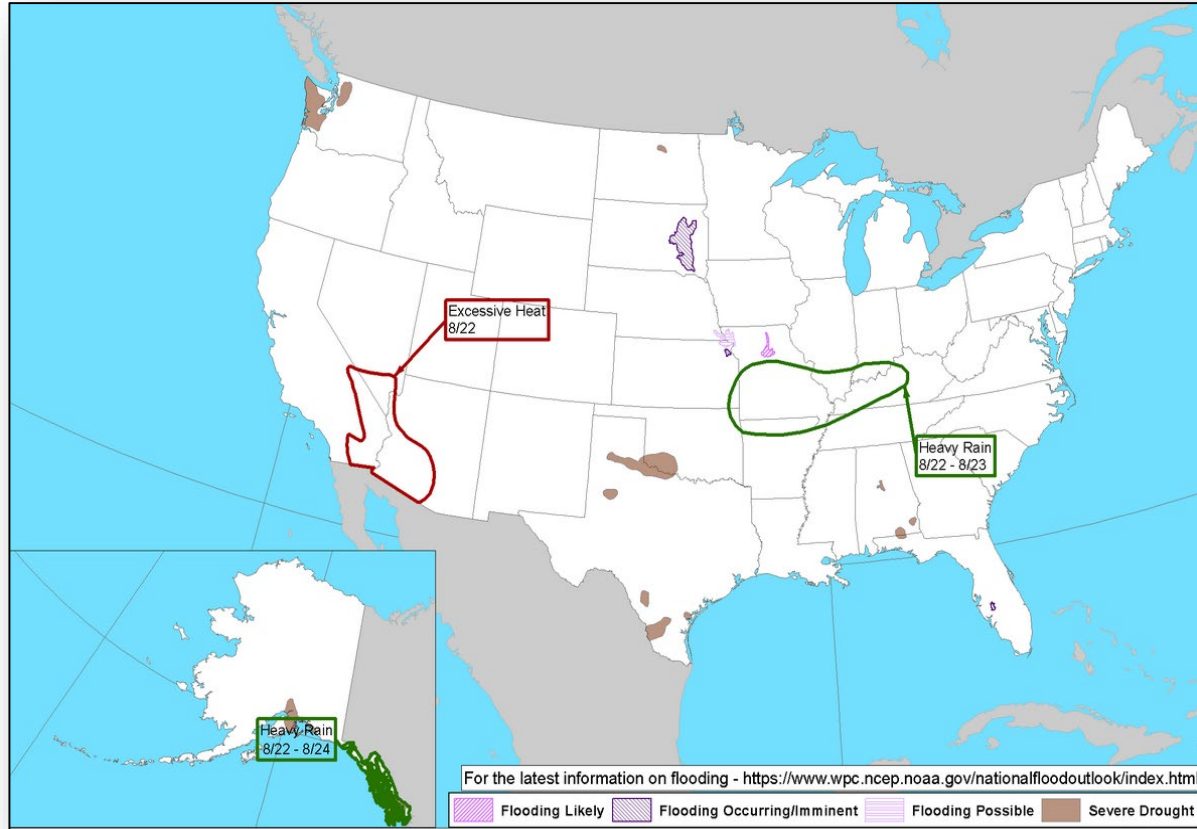 Excessive Heat
8/22
Heavy Rain
8/22 - 8/23
Heavy Rain
8/22 - 8/24
For the latest information on flooding - https://www.wpc.ncep.noaa.gov/nationalfloodoutlook/index.html
Flooding Likely
Flooding Occurring/Imminent
Flooding Possible
Severe Drought